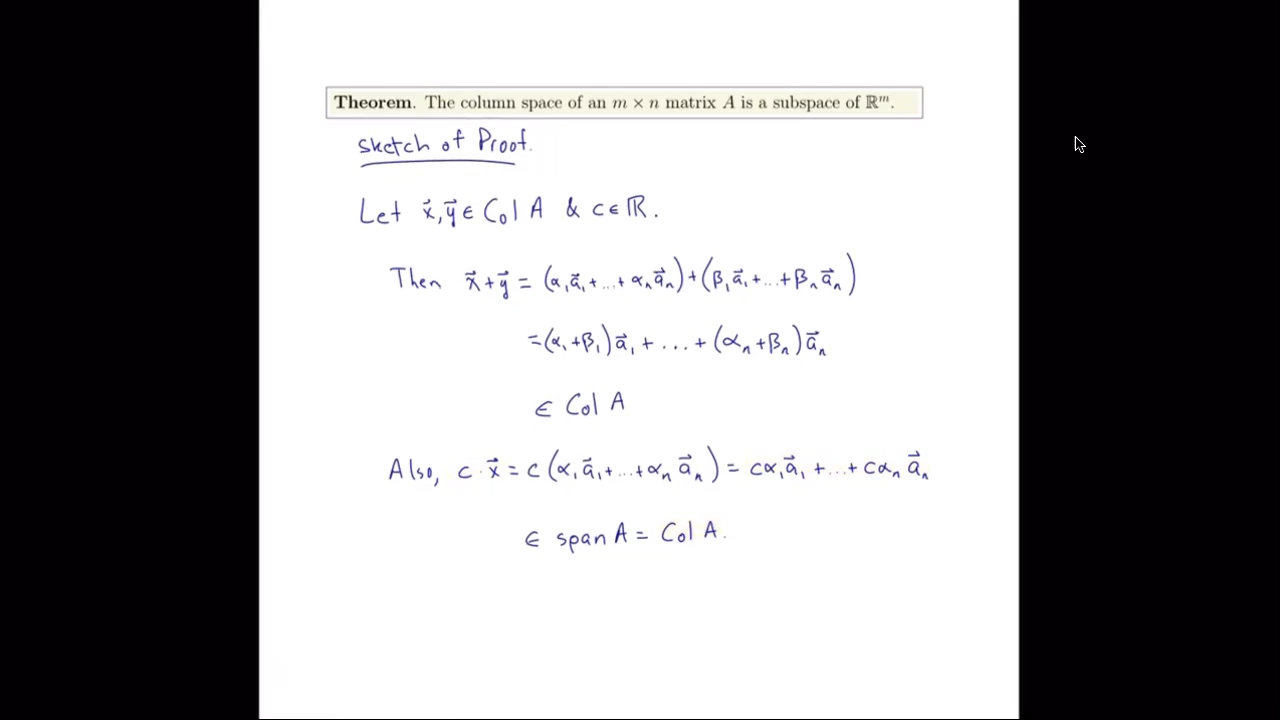 Theorem. The column space of an m × n matrix A is a subspace of ℝᵐ.
Sketch of Proof.
Let x⃗, y⃗ ∈ Col A & c ∈ ℝ.
Then x⃗ + y⃗ = (α₁a⃗₁ + ... + αₙa⃗ₙ) + (β₁a⃗₁ + ... + βₙa⃗ₙ)
= (α₁ + β₁)a⃗₁ + ... + (αₙ + βₙ)a⃗ₙ
∈ Col A
Also, c · x⃗ = c(α₁a⃗₁ + ... + αₙa⃗ₙ) = cα₁a⃗₁ + ... + cαₙa⃗ₙ
∈ span A = Col A.